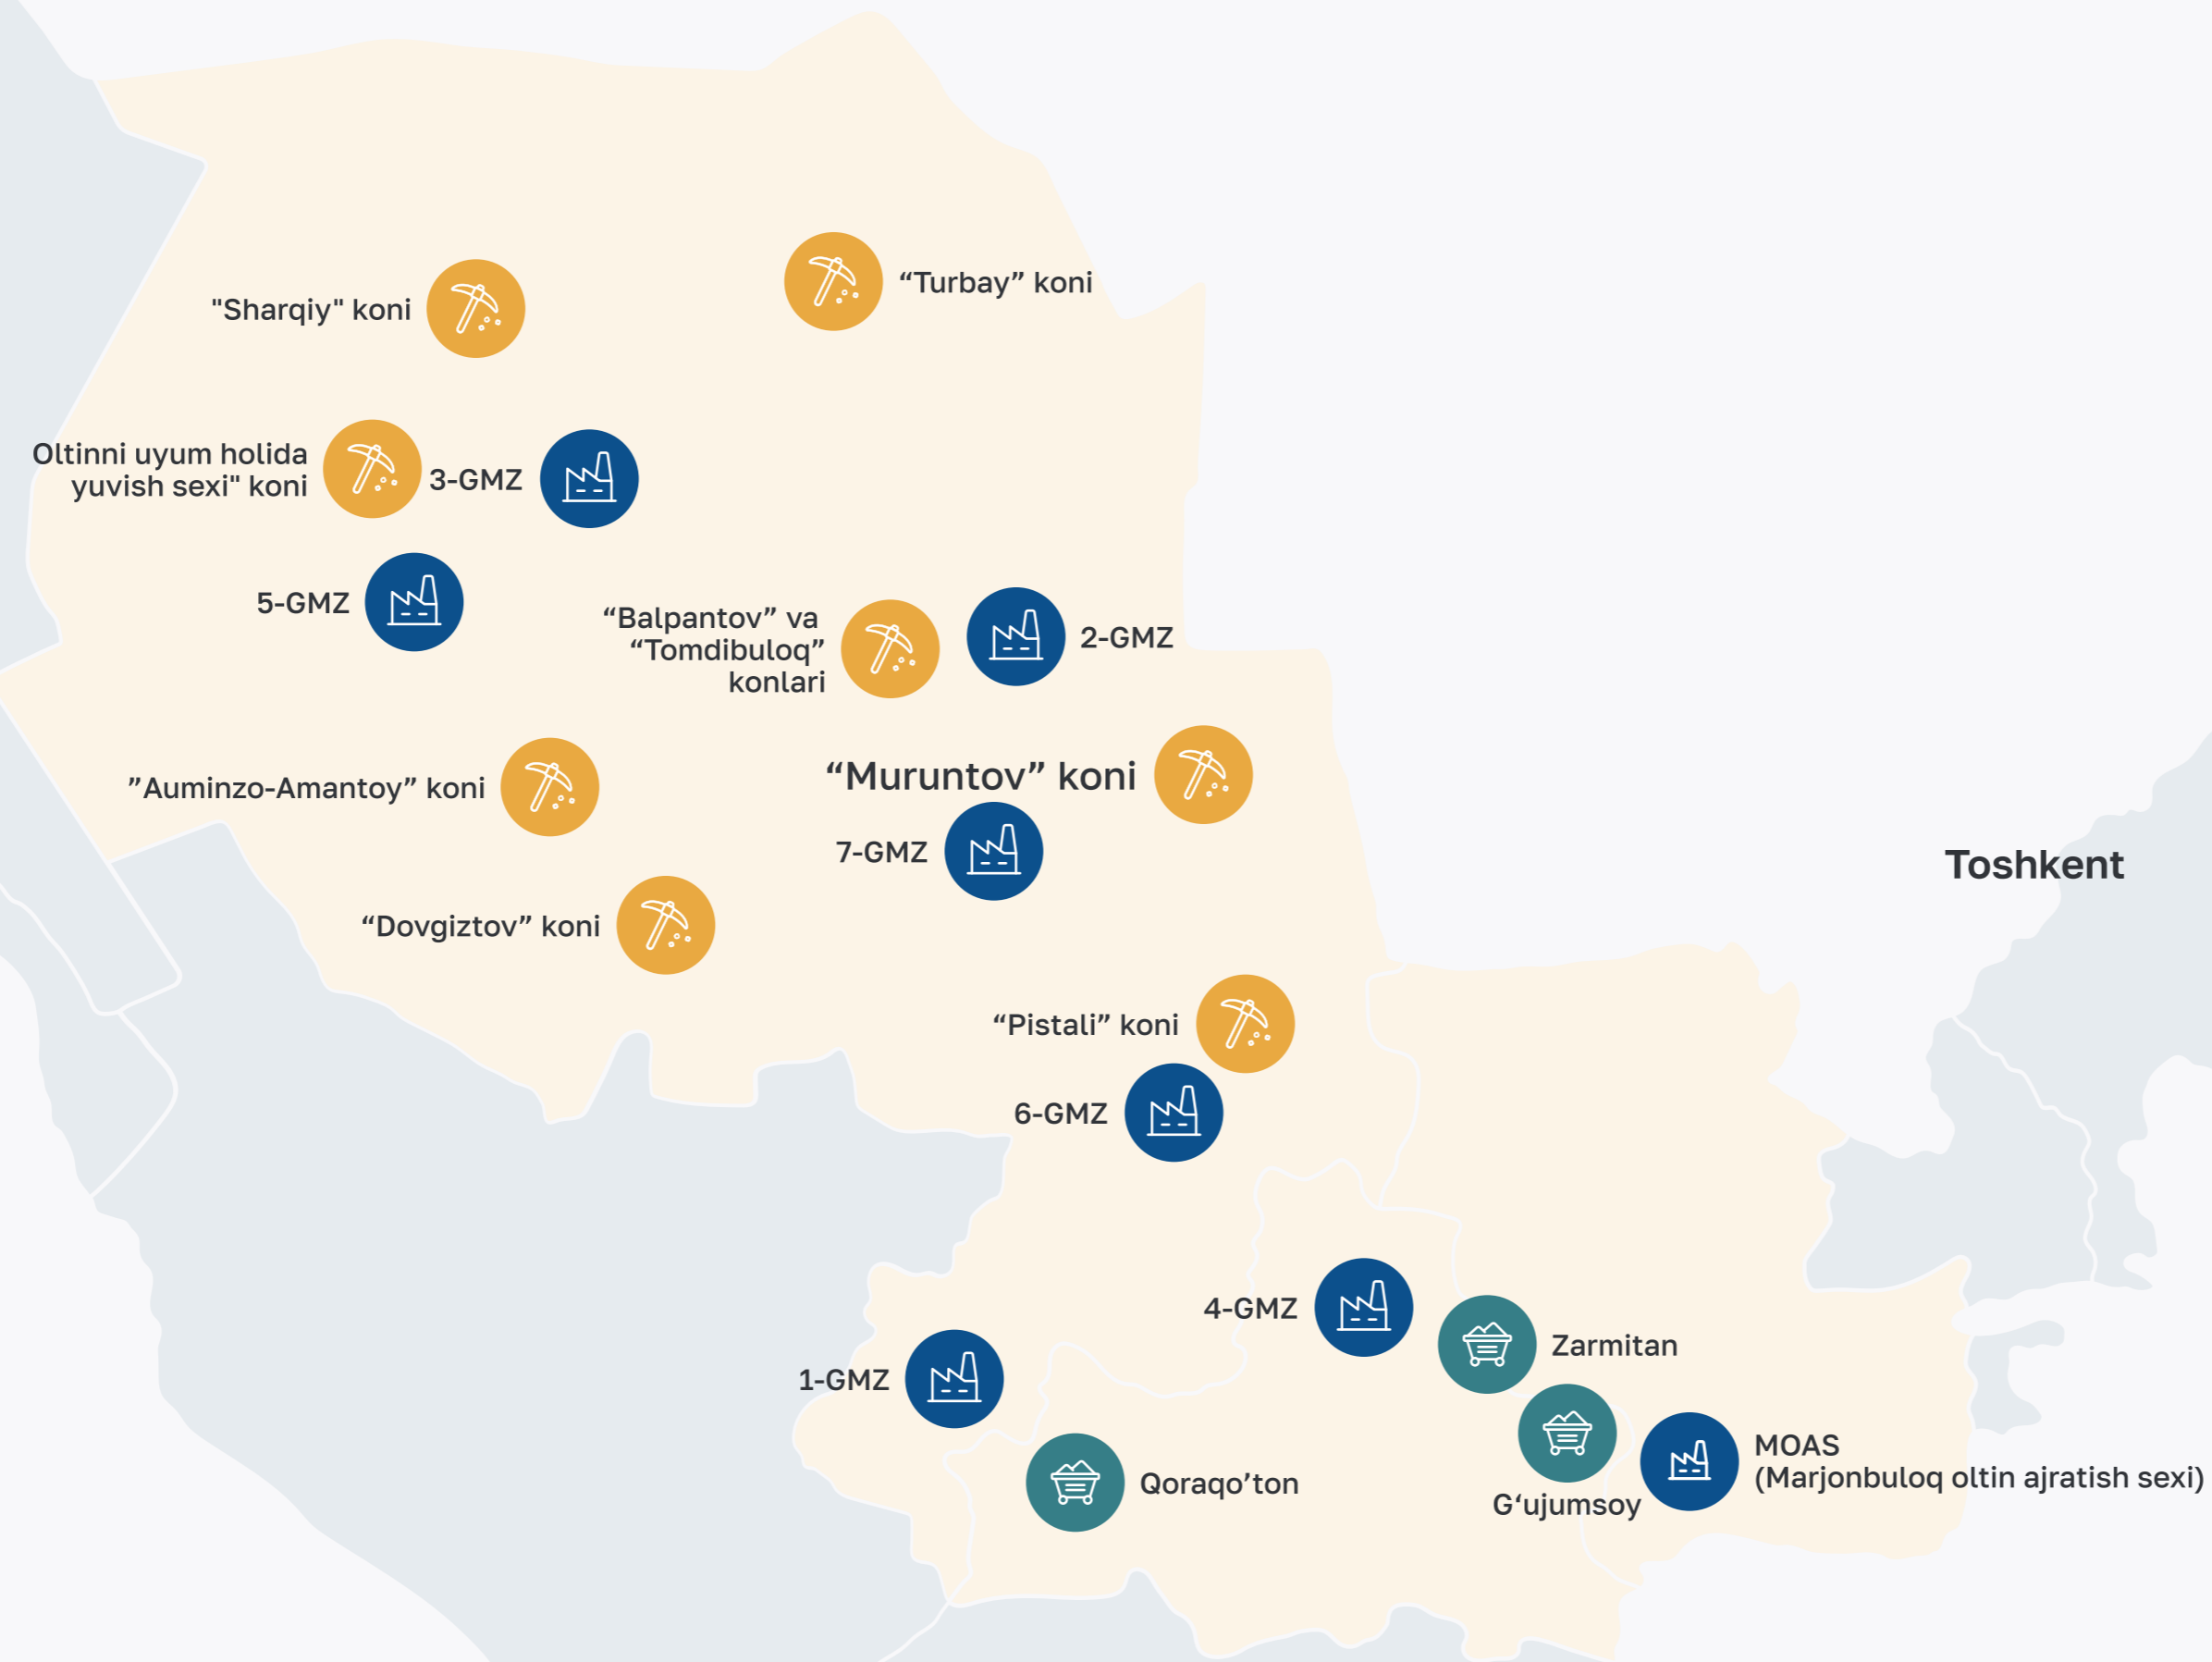 “Turbay” koni
"Sharqiy" koni
Oltinni uyum holida
yuvish sexi" koni
3-GMZ
5-GMZ
“Balpantov” va
“Tomdibuloq”
konlari
2-GMZ
“Muruntov” koni
”Auminzo-Amantoy” koni
7-GMZ
Toshkent
“Dovgiztov” koni
“Pistali” koni
6-GMZ
4-GMZ
Zarmitan
1-GMZ
MOAS
(Marjonbuloq oltin ajratish sexi)
Qoraqo’ton
G‘ujumsoy